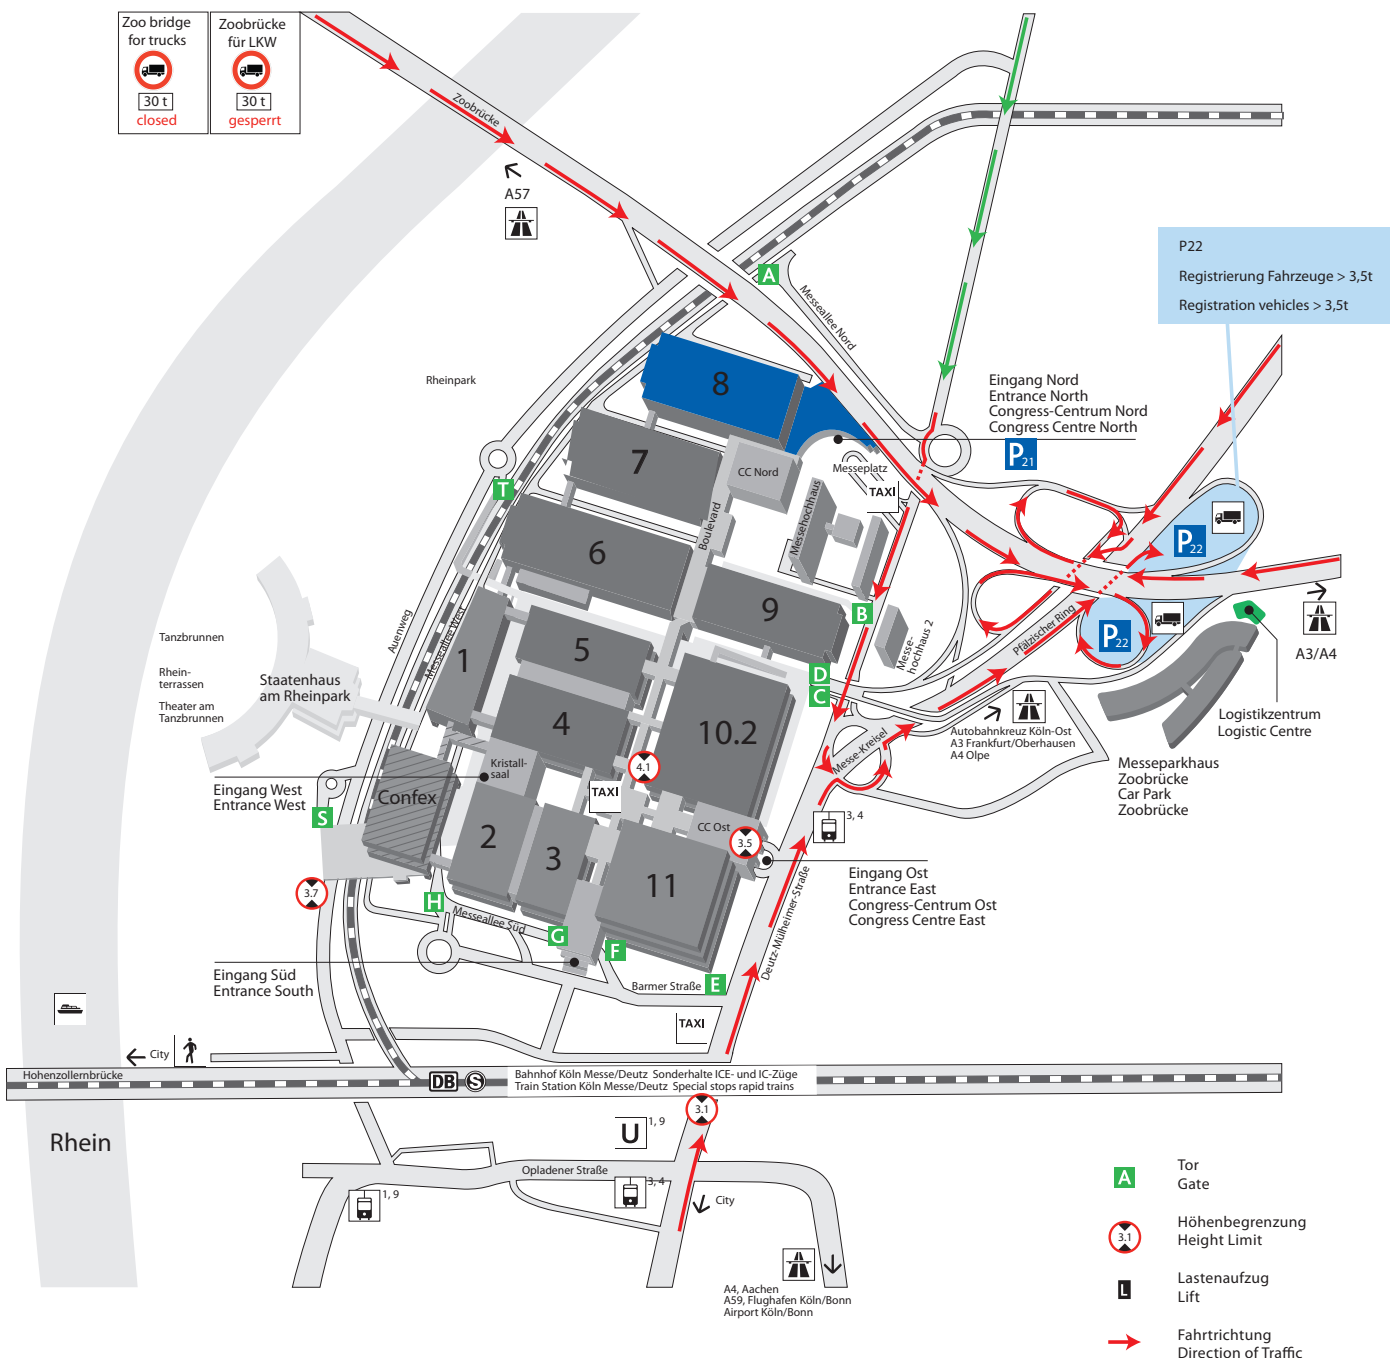 Zoo bridge
for trucks
30 t
closed
Zoobrücke
für LKW
30 t
gesperrt
Zoobrücke
A57
A
Messeallee Nord
P22
Registrierung Fahrzeuge > 3,5t
Registration vehicles > 3,5t
Rheinpark
8
Eingang Nord
Entrance North
Congress-Centrum Nord
Congress Centre North
P21
7
CC Nord
Messeplatz
TAXI
T
Boulevard
Messehochhaus
6
P22
9
B
Messe-
hochhaus 2
Pfälzischer Ring
P22
A3/A4
Auenweg
Messeallee West
Tanzbrunnen
Rhein-
terrassen
Theater am
Tanzbrunnen
Staatenhaus
am Rheinpark
1
5
4
D
C
10.2
Logistikzentrum
Logistic Centre
Autobahnkreuz Köln-Ost
A3 Frankfurt/Oberhausen
A4 Olpe
Messe-Kreisel
Messeparkhaus
Zoobrücke
Car Park
Zoobrücke
Kristall-
saal
4.1
TAXI
Eingang West
Entrance West
Confex
S
2
3
CC Ost
3.5
3, 4
11
Eingang Ost
Entrance East
Congress-Centrum Ost
Congress Centre East
3.7
H
Messeallee Süd
G
F
E
Deutz-Mülheimer-Straße
Eingang Süd
Entrance South
Barmer Straße
TAXI
City
Hohenzollernbrücke
DB
S
Bahnhof Köln Messe/Deutz Sonderhalte ICE- und IC-Züge
Train Station Köln Messe/Deutz Special stops rapid trains
3.1
Rhein
U
1, 9
Opladener Straße
1, 9
3, 4
City
A4, Aachen
A59, Flughafen Köln/Bonn
Airport Köln/Bonn
A
Tor
Gate
3.1
Höhenbegrenzung
Height Limit
L
Lastenaufzug
Lift
Fahrtrichtung
Direction of Traffic